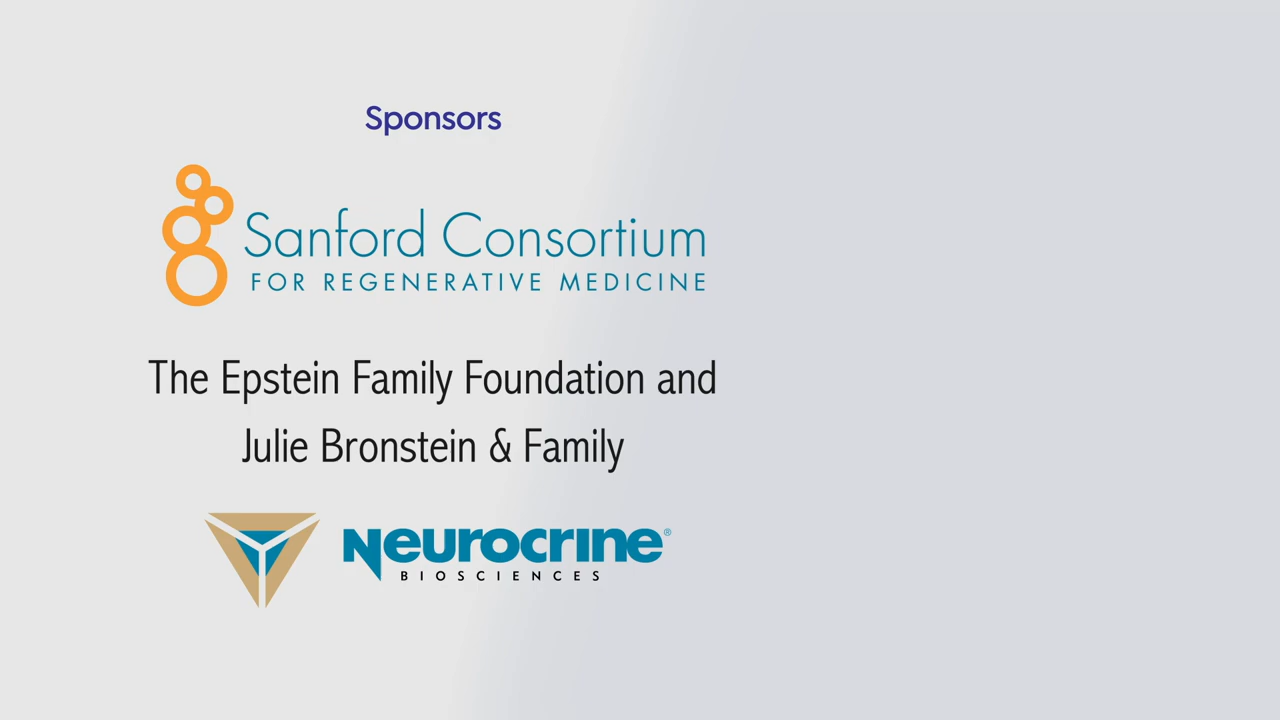 Sponsors
Sanford Consortium
FOR REGENERATIVE MEDICINE
The Epstein Family Foundation and
Julie Bronstein & Family
Neurocrine®
BIOSCIENCES